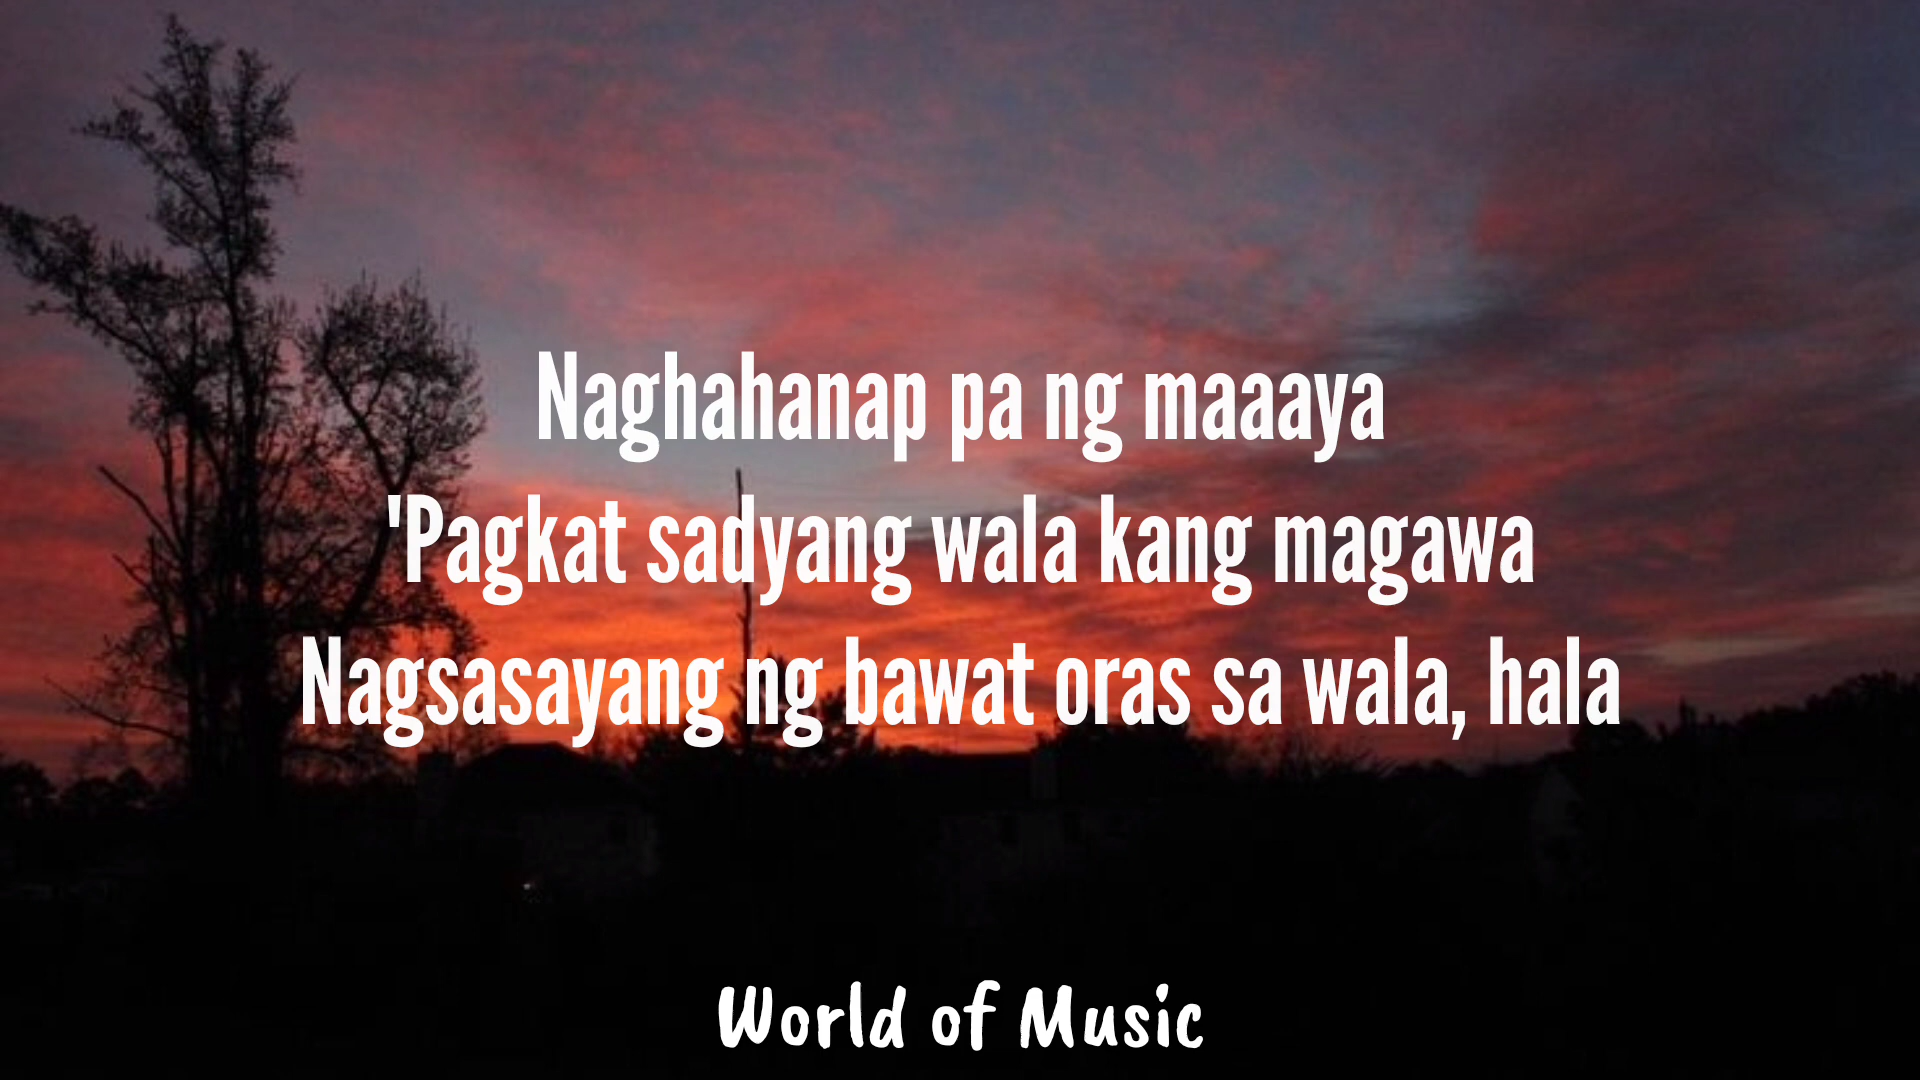 Naghahanap pa ng maaaya
'Pagkat sadyang wala kang magawa
Nagsasayang ng bawat oras sa wala, hala
World of Music